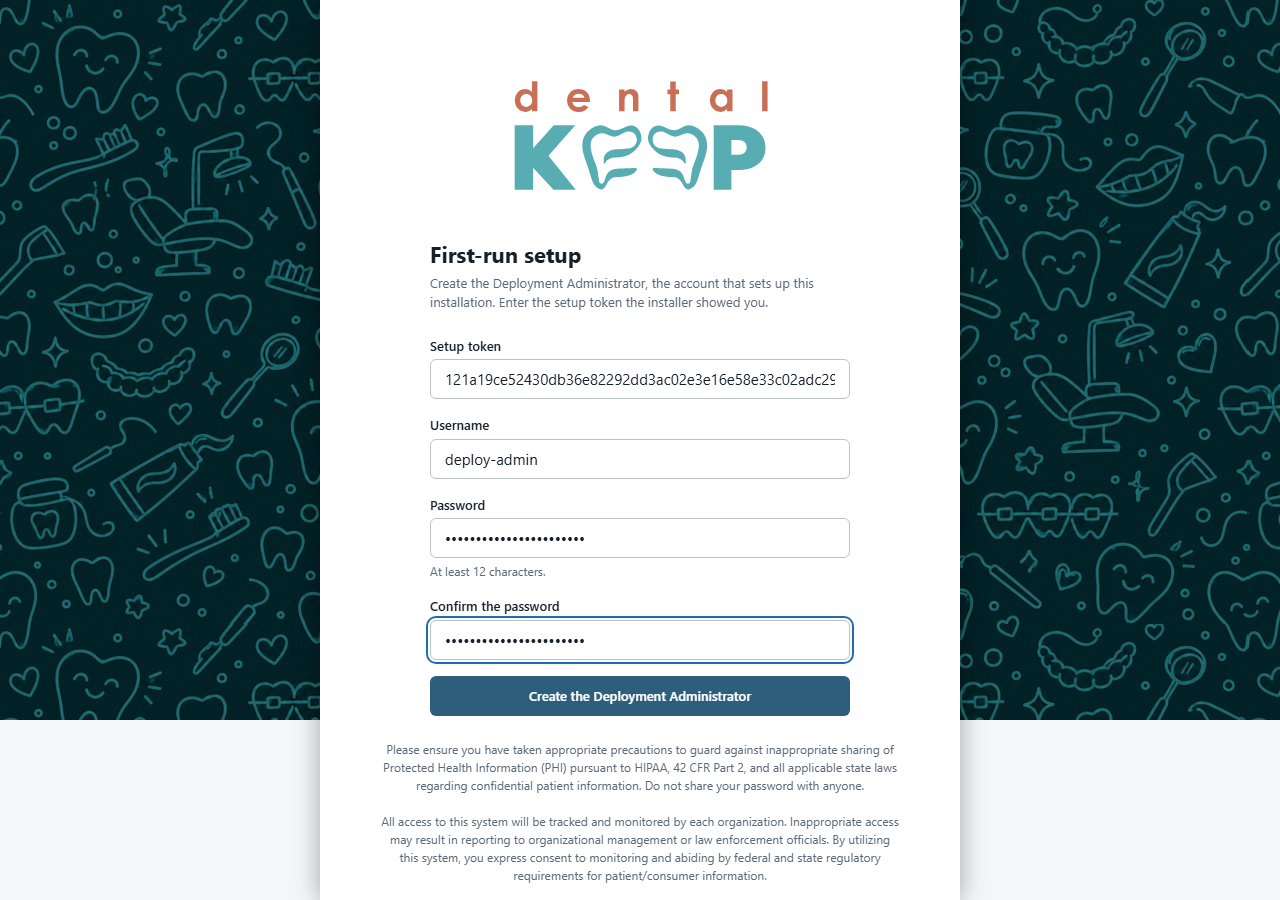 dental
KEEP
First-run setup
Create the Deployment Administrator, the account that sets up this
installation. Enter the setup token the installer showed you.
Setup token
121a19ce52430db36e82292dd3ac02e3e16e58e33c02adc29
Username
deploy-admin
Password
•••••••••••••••••••••••
At least 12 characters.
Confirm the password
•••••••••••••••••••••••
Create the Deployment Administrator
Please ensure you have taken appropriate precautions to guard against inappropriate sharing of
Protected Health Information (PHI) pursuant to HIPAA, 42 CFR Part 2, and all applicable state laws
regarding confidential patient information. Do not share your password with anyone.
All access to this system will be tracked and monitored by each organization. Inappropriate access
may result in reporting to organizational management or law enforcement officials. By utilizing
this system, you express consent to monitoring and abiding by federal and state regulatory
requirements for patient/consumer information.